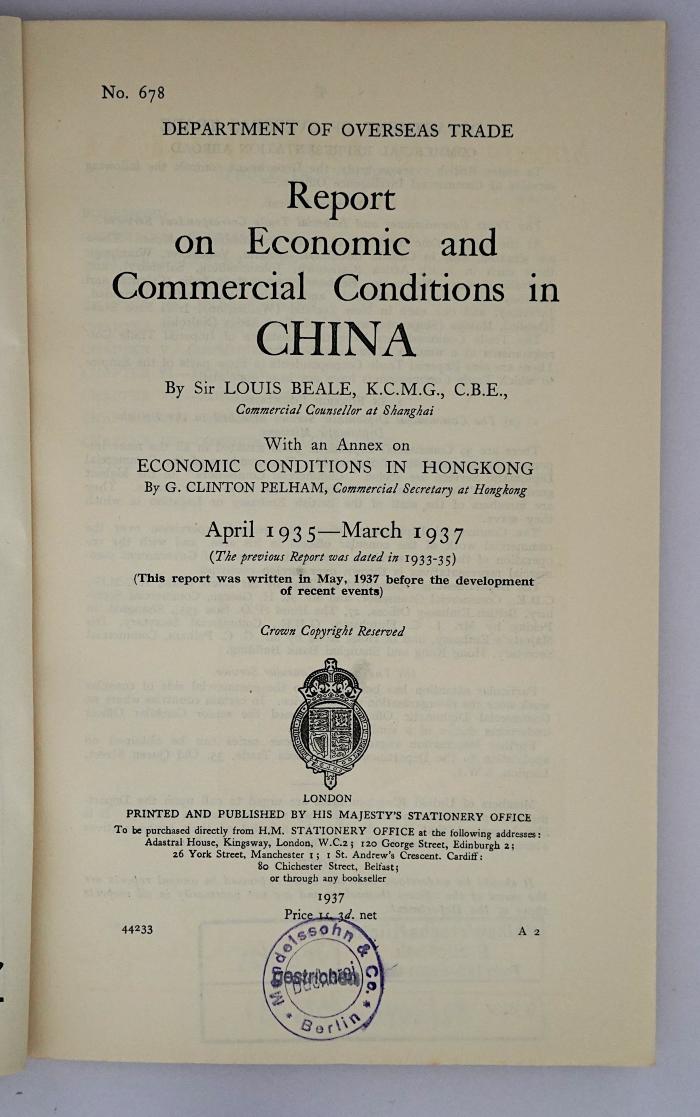 No. 678
DEPARTMENT OF OVERSEAS TRADE
Report
on Economic and
Commercial Conditions in
CHINA
By Sir LOUIS BEALE, K.C.M.G., C.B.E.,
Commercial Counsellor at Shanghai
With an Annex on
ECONOMIC CONDITIONS IN HONGKONG
By G. CLINTON PELHAM, Commercial Secretary at Hongkong
April 1935—March 1937
(The previous Report was dated in 1933-35)
(This report was written in May, 1937 before the development
of recent events)
Crown Copyright Reserved
LONDON
PRINTED AND PUBLISHED BY HIS MAJESTY'S STATIONERY OFFICE
To be purchased directly from H.M. STATIONERY OFFICE at the following addresses:
Adastral House, Kingsway, London, W.C.2; 120 George Street, Edinburgh 2;
26 York Street, Manchester 1; 1 St. Andrew's Crescent. Cardiff:
80 Chichester Street, Belfast;
or through any bookseller
1937
Price 1s. 3d. net
44233 A 2
Mendelssohn & Co.
gestrichen
* Berlin *